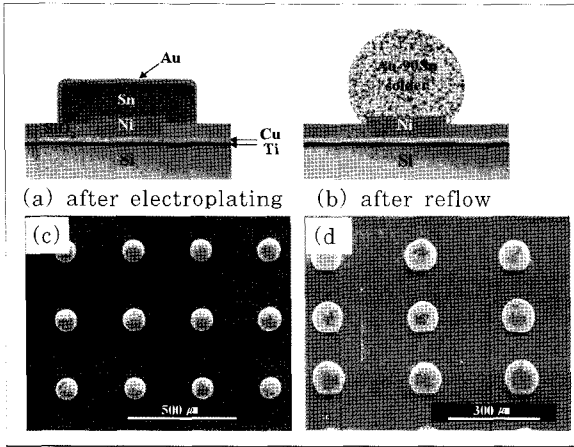 Au
Sn
Ni
Cu
Ti
Si
(a) after electroplating
Au-90Sn
solder
Ni
Si
(b) after reflow
(c)
500 ㎛
(d
300 ㎛